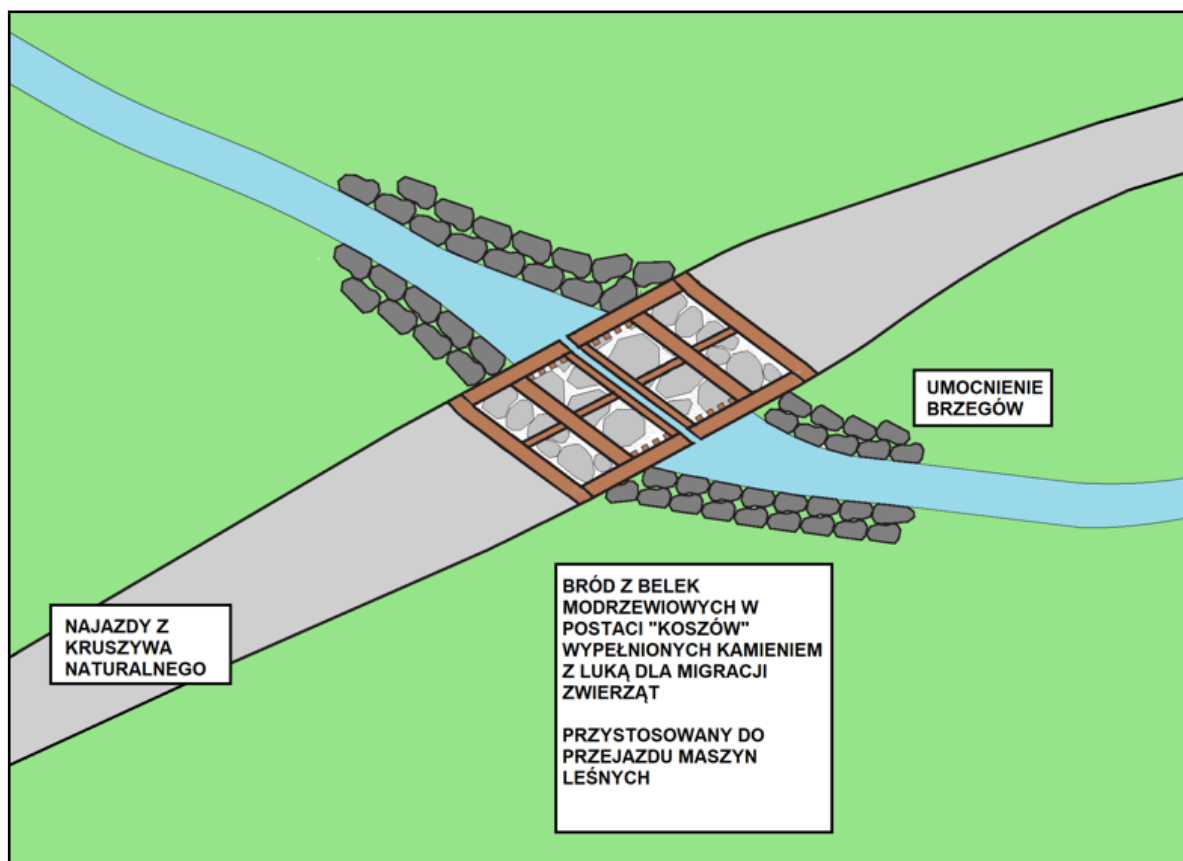 UMOCNIENIE
BRZEGÓW
BRÓD Z BELEK
MODRZEWIOWYCH W
POSTACI "KOSZÓW"
WYPEŁNIONYCH KAMIENIEM
Z LUKĄ DLA MIGRACJI
ZWIERZĄT
PRZYSTOSOWANY DO
PRZEJAZDU MASZYN
LEŚNYCH
NAJAZDY Z
KRUSZYWA
NATURALNEGO